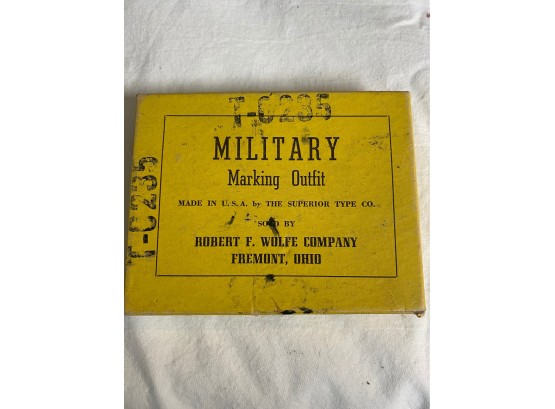 T-C235
MILITARY
Marking Outfit
MADE IN U.S.A. by THE SUPERIOR TYPE CO.
SOLD BY
ROBERT F. WOLFE COMPANY
FREMONT, OHIO
T-C235